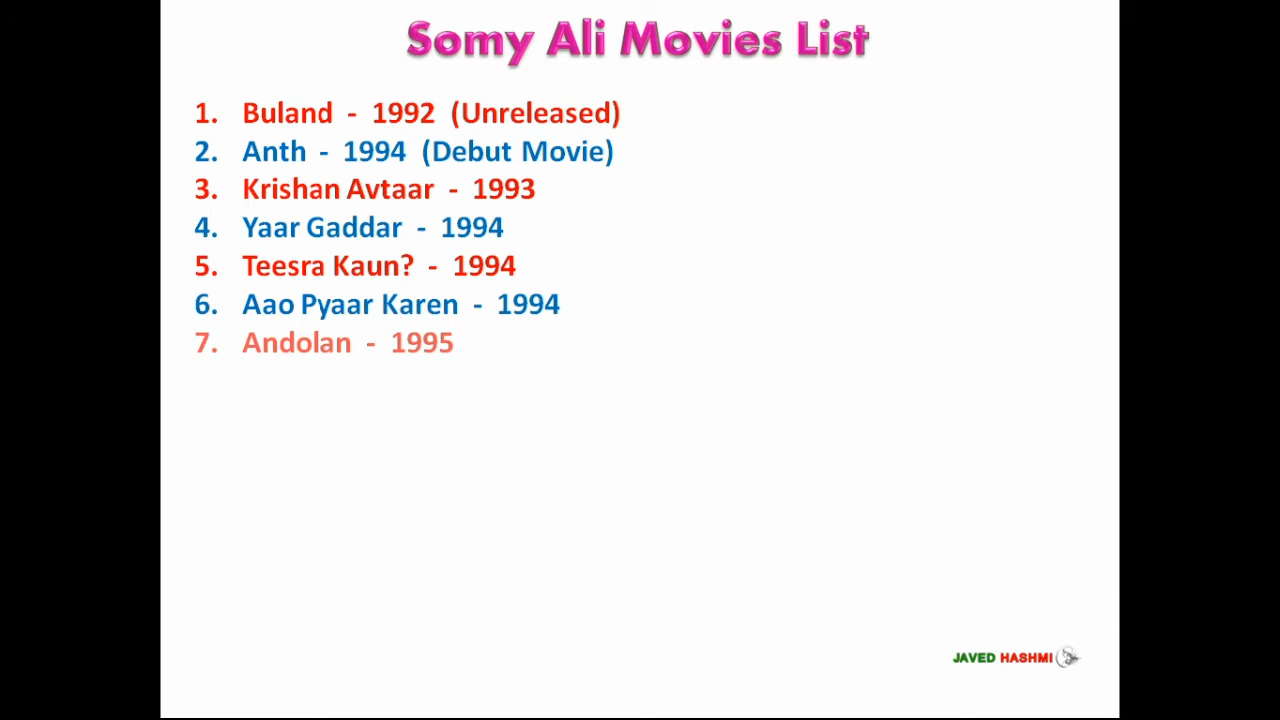 Somy Ali Movies List
1. Buland - 1992 (Unreleased)
2. Anth - 1994 (Debut Movie)
3. Krishan Avtaar - 1993
4. Yaar Gaddar - 1994
5. Teesra Kaun? - 1994
6. Aao Pyaar Karen - 1994
7. Andolan - 1995
JAVED HASHMI